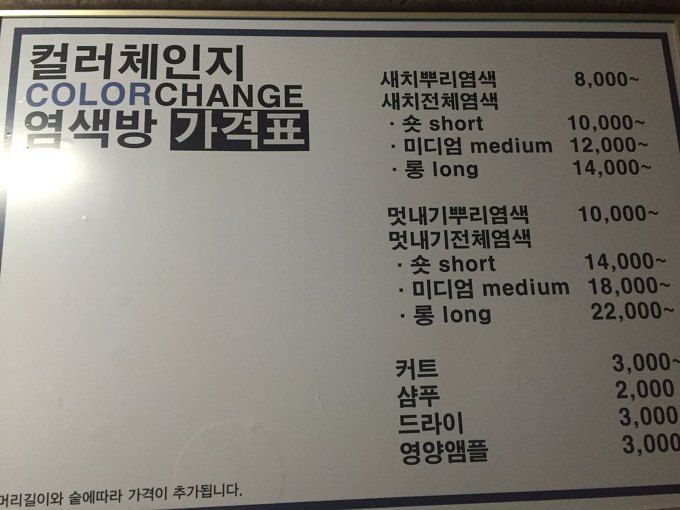 컬러체인지
COLORCHANGE
염색방 가격표
새치뿌리염색 8,000~
새치전체염색
· 숏 short 10,000~
· 미디엄 medium 12,000~
· 롱 long 14,000~
멋내기뿌리염색 10,000~
멋내기전체염색
· 숏 short 14,000~
· 미디엄 medium 18,000~
· 롱 long 22,000~
커트 3,000~
샴푸 2,000
드라이 3,000
영양앰플 3,000
머리길이와 숱에따라 가격이 추가됩니다.